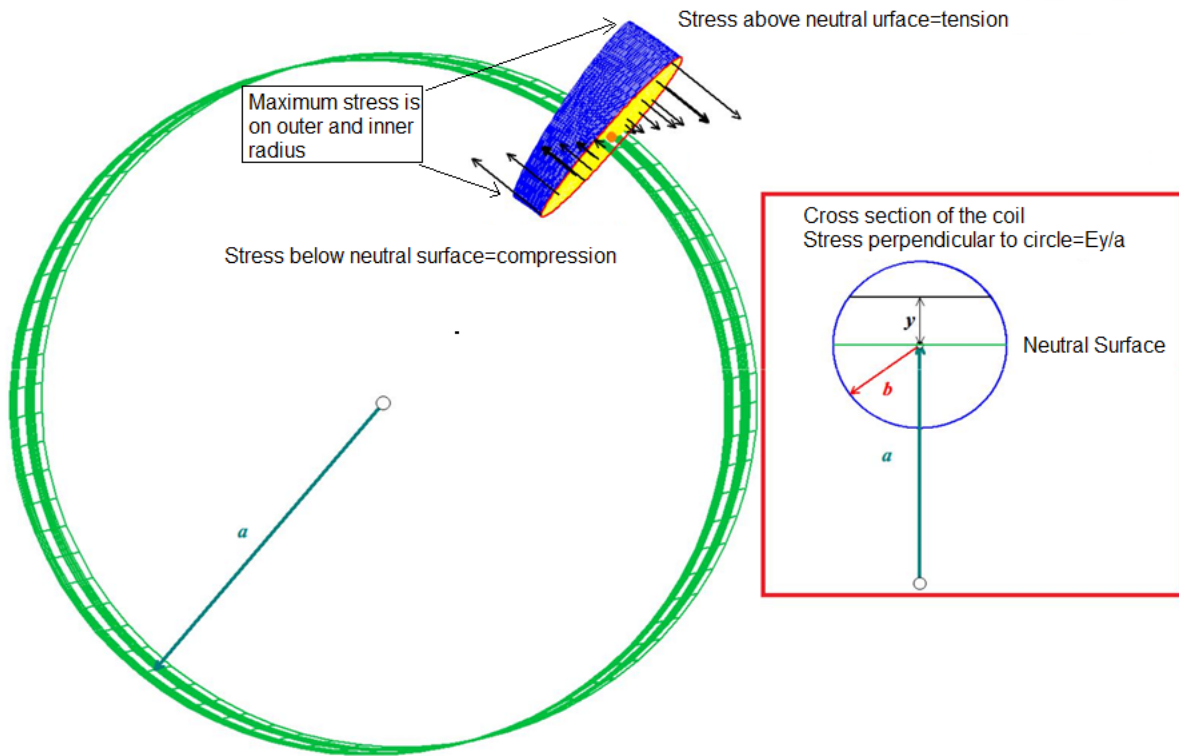 Stress above neutral urface=tension
Maximum stress is
on outer and inner
radius
Stress below neutral surface=compression
a
Cross section of the coil
Stress perpendicular to circle=Ey/a
y
Neutral Surface
b
a